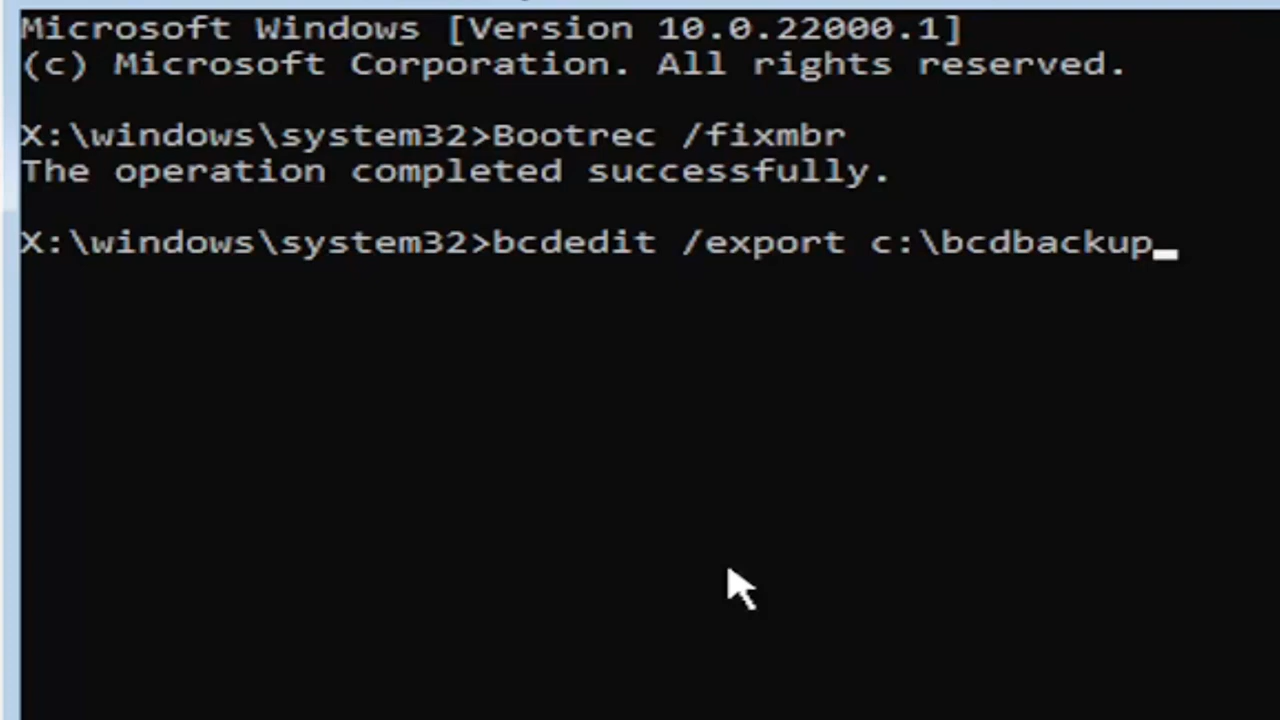 Microsoft Windows [Version 10.0.22000.1]
(c) Microsoft Corporation. All rights reserved.
X:\windows\system32>Bootrec /fixmbr
The operation completed successfully.
X:\windows\system32>bcdedit /export c:\bcdbackup